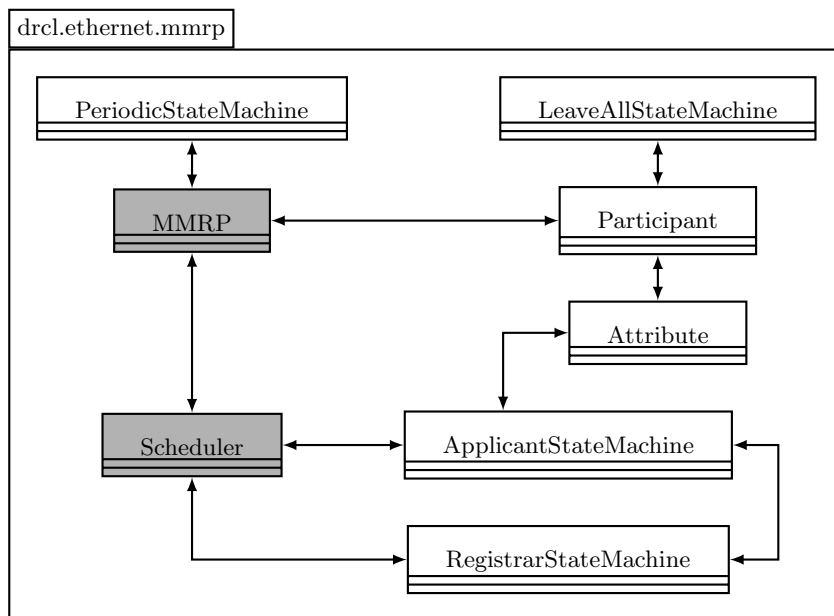 drcl.ethernet.mmrp
PeriodicStateMachine
LeaveAllStateMachine
MMRP
Participant
Attribute
Scheduler
ApplicantStateMachine
RegistrarStateMachine